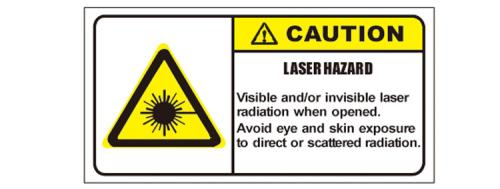 CAUTION
LASER HAZARD
Visible and/or invisible laser
radiation when opened.
Avoid eye and skin exposure
to direct or scattered radiation.